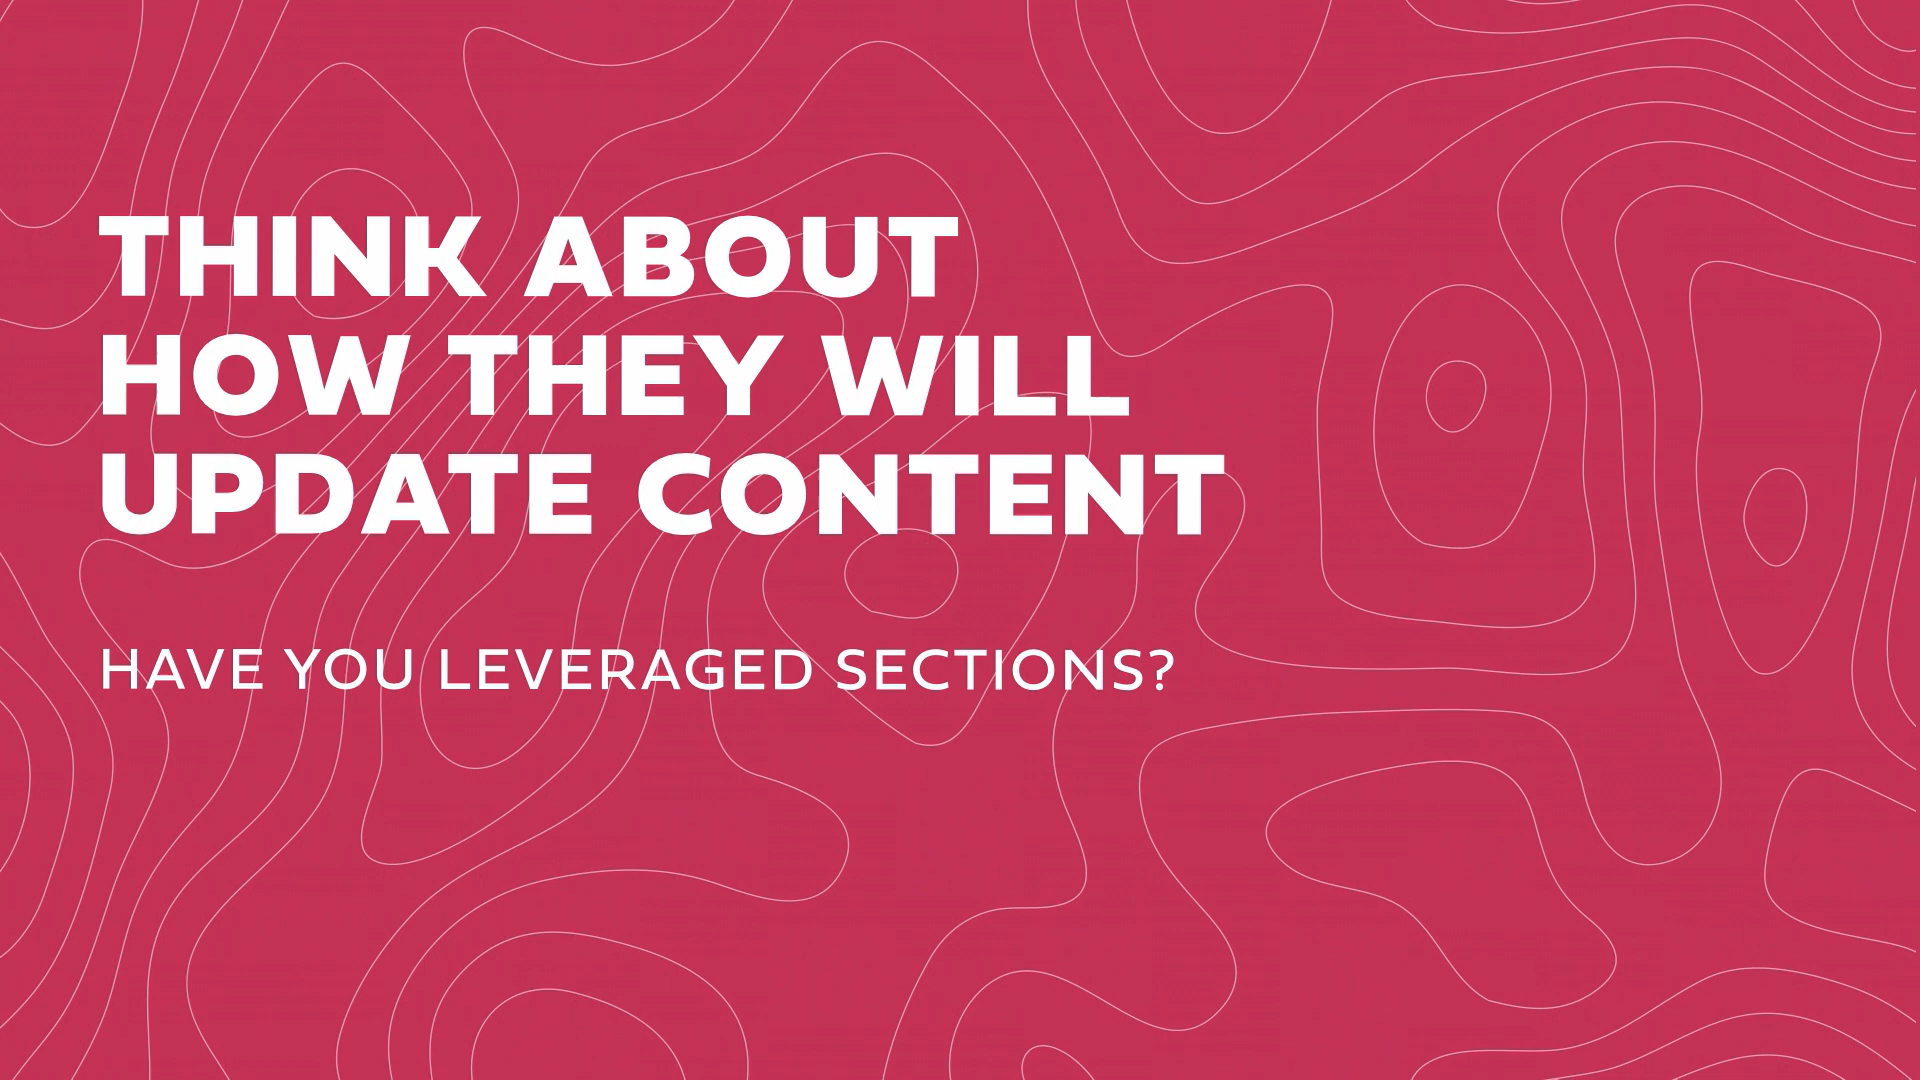 THINK ABOUT
HOW THEY WILL
UPDATE CONTENT
HAVE YOU LEVERAGED SECTIONS?